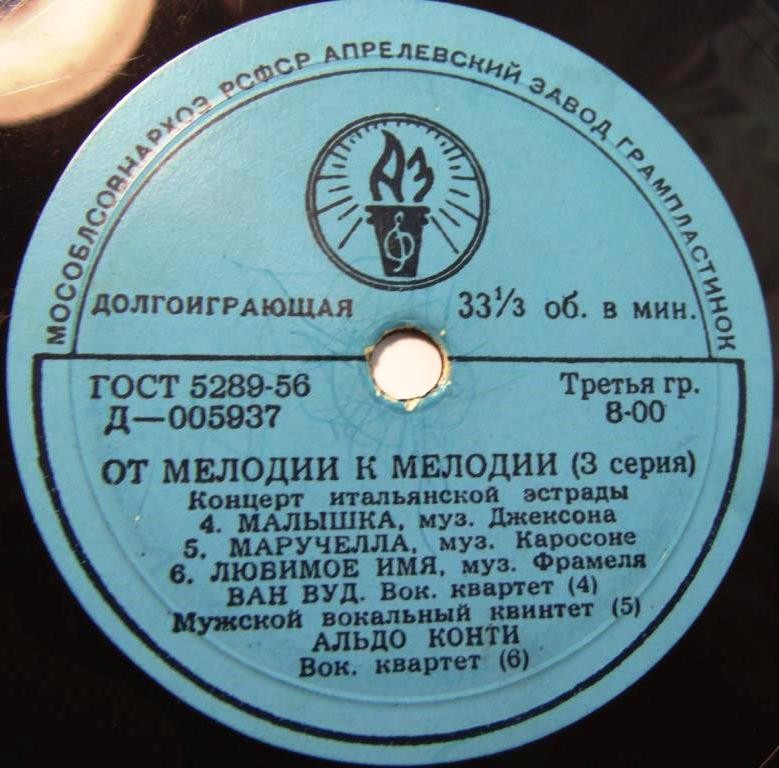 МОСОБЛСОВНАРХОЗ РСФСР АПРЕЛЕВСКИЙ ЗАВОД ГРАМПЛАСТИНОК
АЗ
Ф
ДОЛГОИГРАЮЩАЯ 33⅓ об. в мин.
ГОСТ 5289-56 Третья гр.
Д—005937 8-00
ОТ МЕЛОДИИ К МЕЛОДИИ (3 серия)
Концерт итальянской эстрады
4. МАЛЫШКА, муз. Джексона
5. МАРУЧЕЛЛА, муз. Каросоне
6. ЛЮБИМОЕ ИМЯ, муз. Фрамеля
ВАН ВУД. Вок. квартет (4)
Мужской вокальный квинтет (5)
АЛЬДО КОНТИ
Вок. квартет (6)